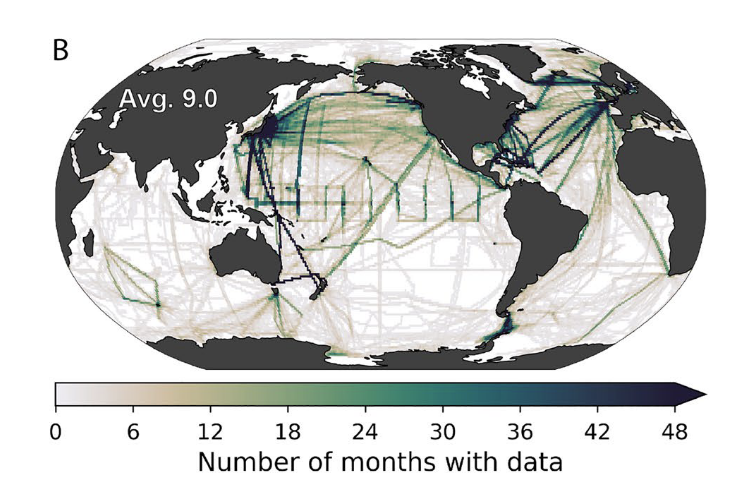 B
Avg. 9.0
0 6 12 18 24 30 36 42 48
Number of months with data